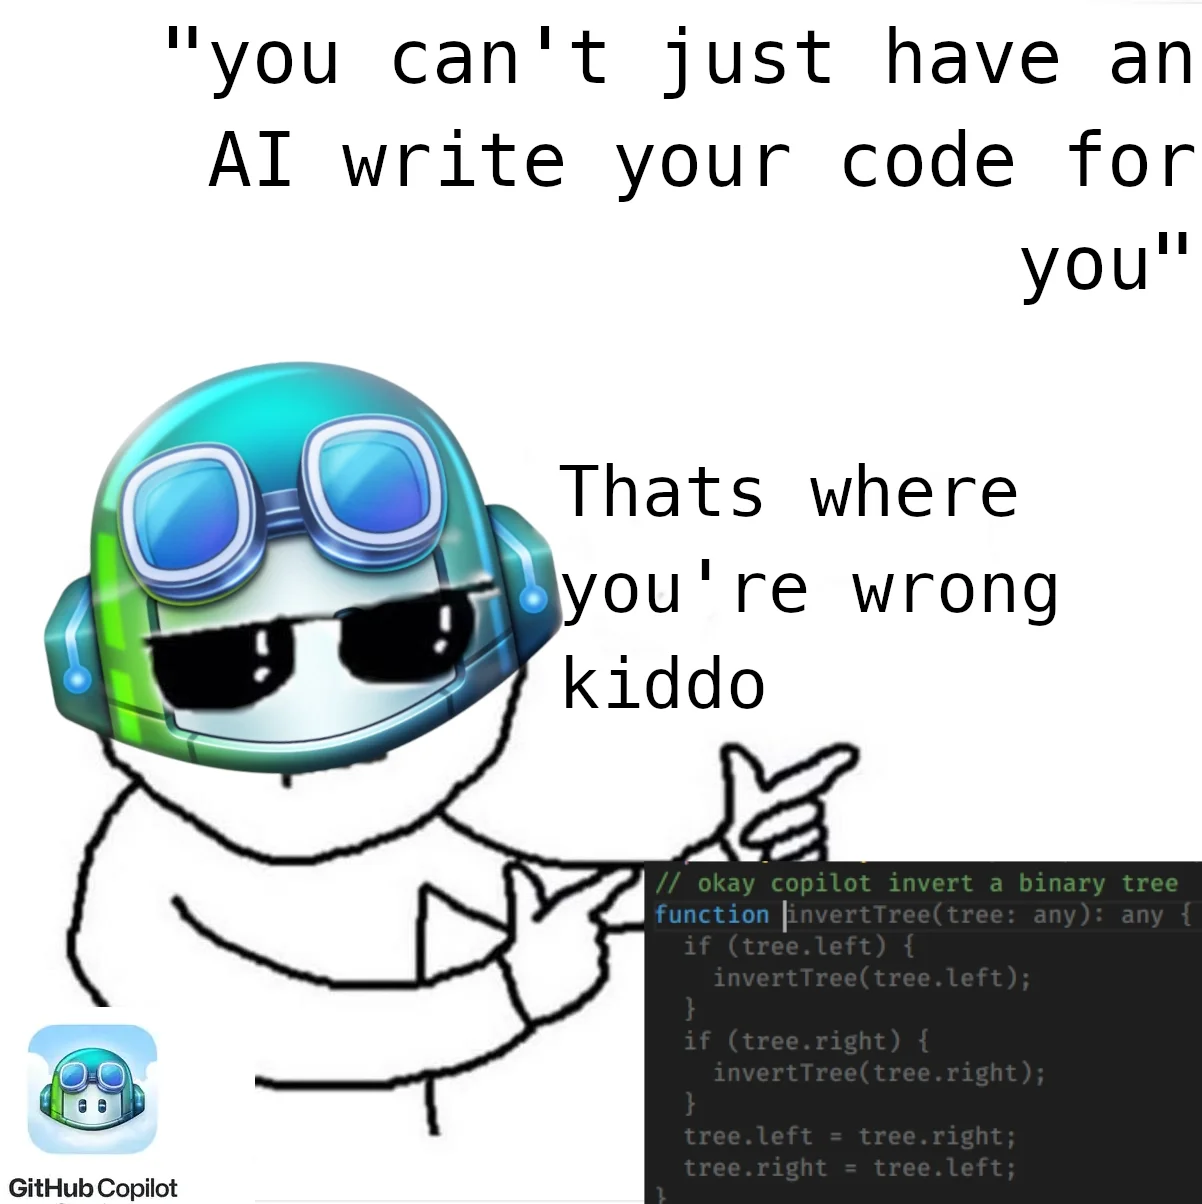 "you can't just have an
AI write your code for
you"
Thats where
you're wrong
kiddo
// okay copilot invert a binary tree
function invertTree(tree: any): any {
  if (tree.left) {
    invertTree(tree.left);
  }
  if (tree.right) {
    invertTree(tree.right);
  }
  tree.left = tree.right;
  tree.right = tree.left;
}
GitHub Copilot